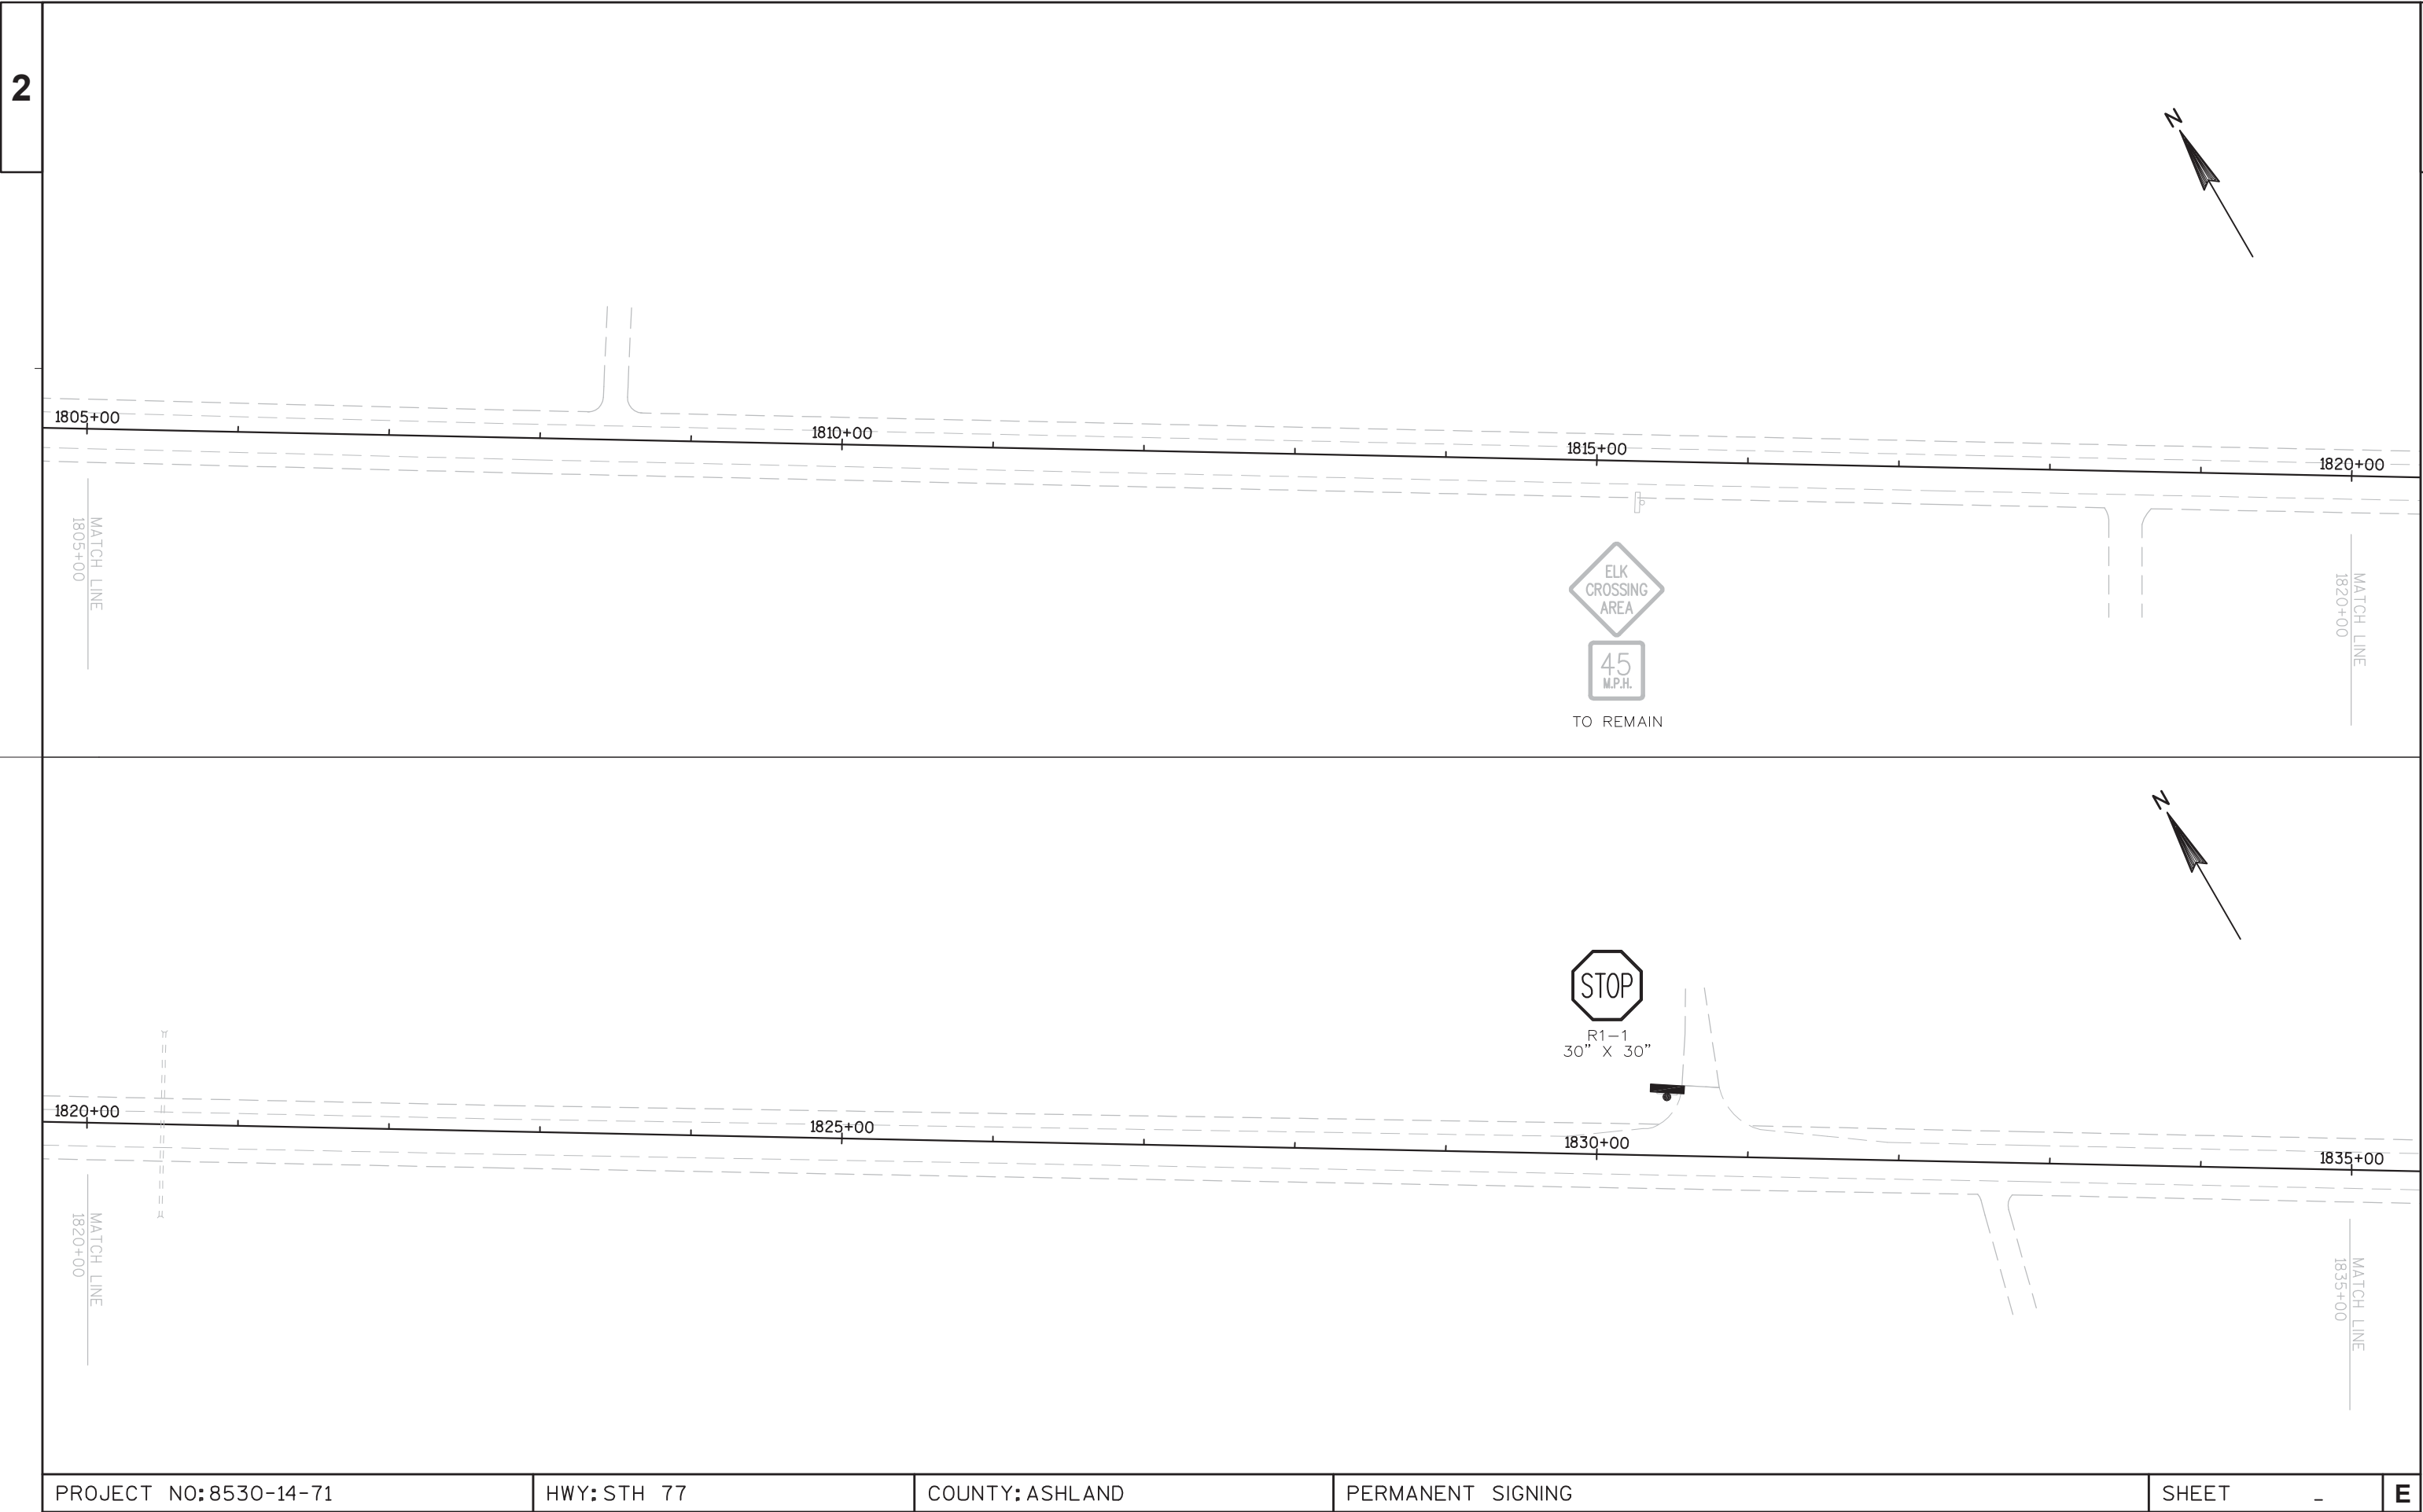 2
N
1805+00
1810+00
1815+00
1820+00
MATCH LINE
1805+00
ELK
CROSSING
AREA
45
M.P.H.
TO REMAIN
MATCH LINE
1820+00
N
STOP
R1-1
30" X 30"
1820+00
1825+00
1830+00
1835+00
MATCH LINE
1820+00
MATCH LINE
1835+00
PROJECT NO: 8530-14-71
HWY: STH 77
COUNTY: ASHLAND
PERMANENT SIGNING
SHEET -
E